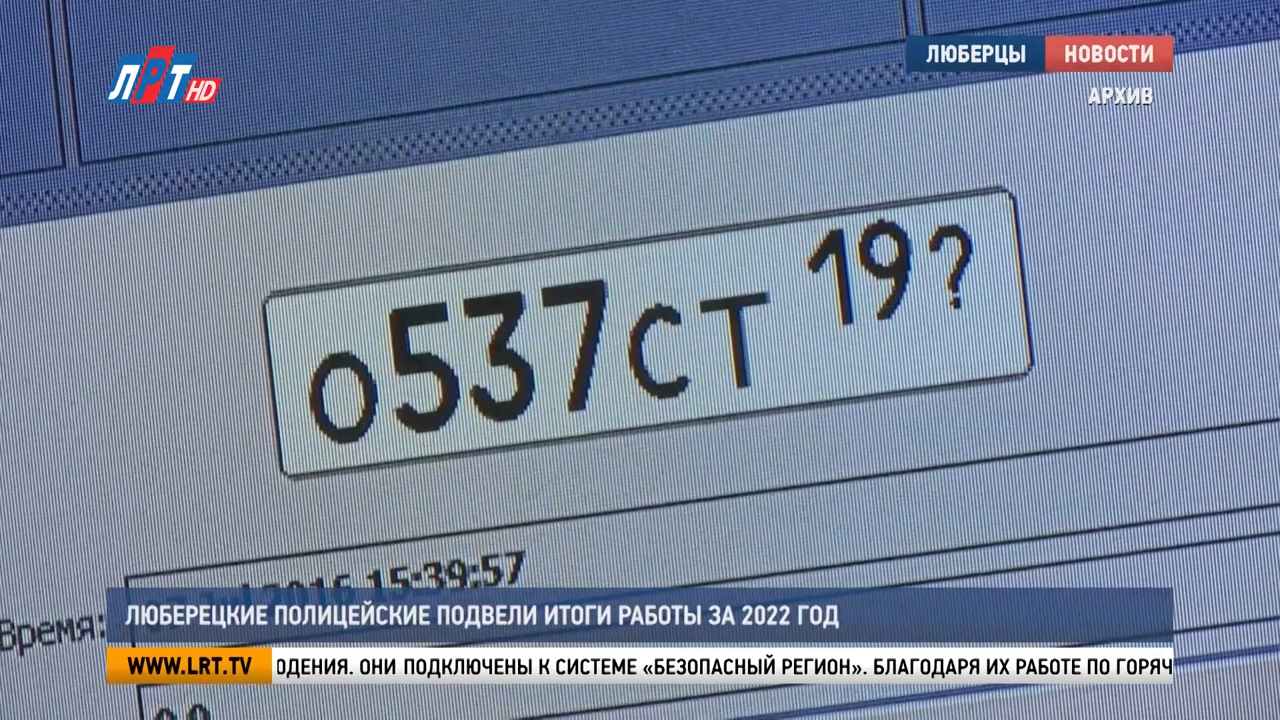 ЛРТ HD
ЛЮБЕРЦЫ НОВОСТИ
АРХИВ
О537СТ 19?
Время: 2016 15:39:57
ЛЮБЕРЕЦКИЕ ПОЛИЦЕЙСКИЕ ПОДВЕЛИ ИТОГИ РАБОТЫ ЗА 2022 ГОД
WWW.LRT.TV ОДЕНИЯ. ОНИ ПОДКЛЮЧЕНЫ К СИСТЕМЕ «БЕЗОПАСНЫЙ РЕГИОН». БЛАГОДАРЯ ИХ РАБОТЕ ПО ГОРЯЧ